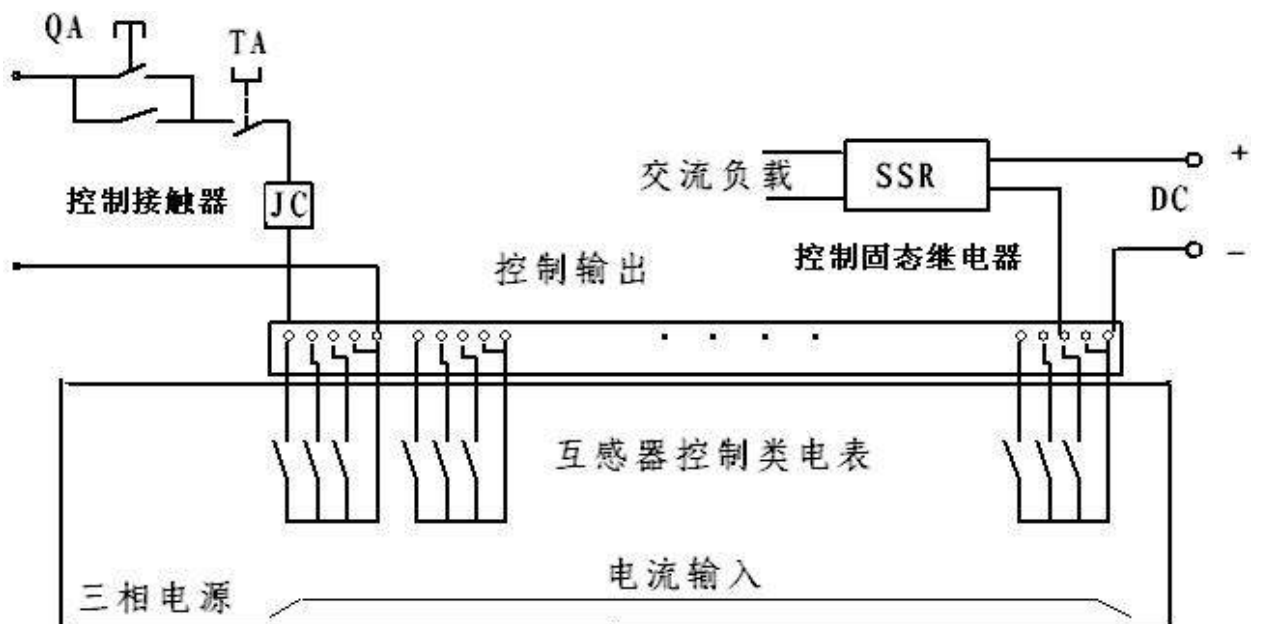 QA
TA
交流负载
SSR
+
DC
控制接触器
JC
控制输出
控制固态继电器
−
互感器控制类电表
电流输入
三相电源